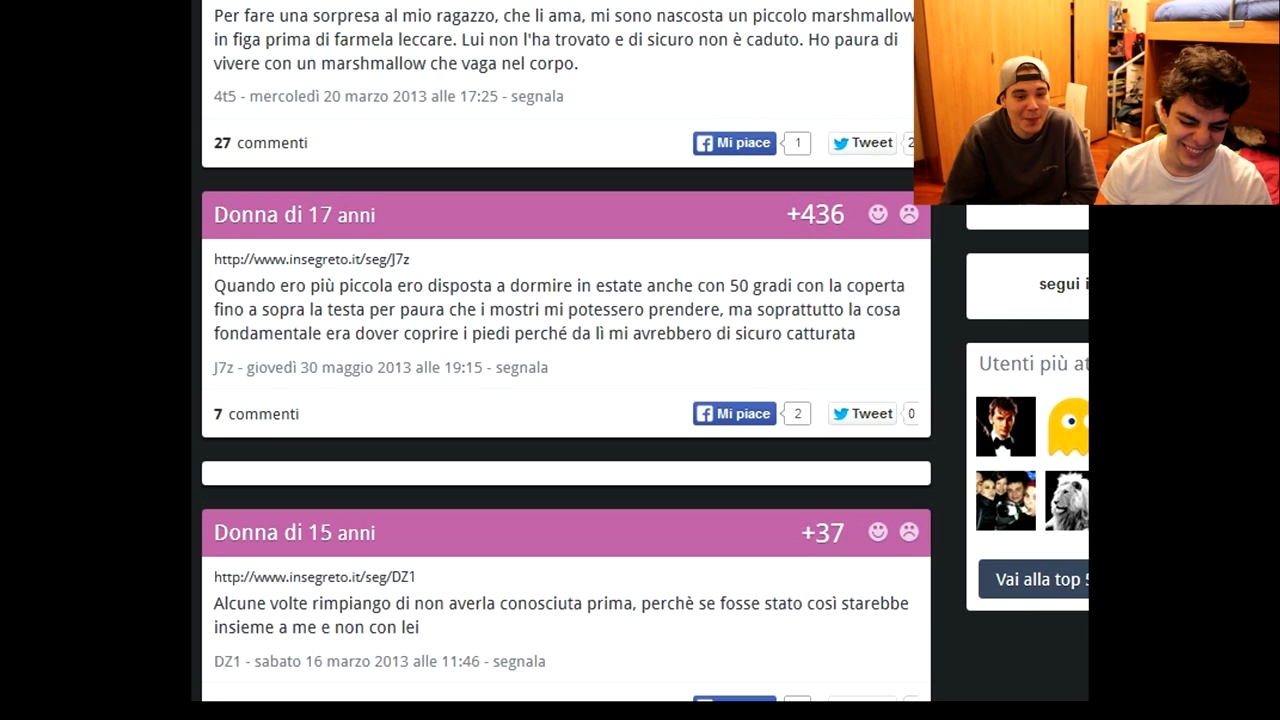 Per fare una sorpresa al mio ragazzo, che li ama, mi sono nascosta un piccolo marshmallow
in figa prima di farmela leccare. Lui non l'ha trovato e di sicuro non è caduto. Ho paura di
vivere con un marshmallow che vaga nel corpo.
4t5 - mercoledì 20 marzo 2013 alle 17:25 - segnala
27 commenti
Mi piace 1 Tweet 2
Donna di 17 anni +436
http://www.insegreto.it/seg/J7z
Quando ero più piccola ero disposta a dormire in estate anche con 50 gradi con la coperta
fino a sopra la testa per paura che i mostri mi potessero prendere, ma soprattutto la cosa
fondamentale era dover coprire i piedi perché da lì mi avrebbero di sicuro catturata
J7z - giovedì 30 maggio 2013 alle 19:15 - segnala
7 commenti
Mi piace 2 Tweet 0
Donna di 15 anni +37
http://www.insegreto.it/seg/DZ1
Alcune volte rimpiango di non averla conosciuta prima, perchè se fosse stato così starebbe
insieme a me e non con lei
DZ1 - sabato 16 marzo 2013 alle 11:46 - segnala
segui i
Utenti più at
Vai alla top 5